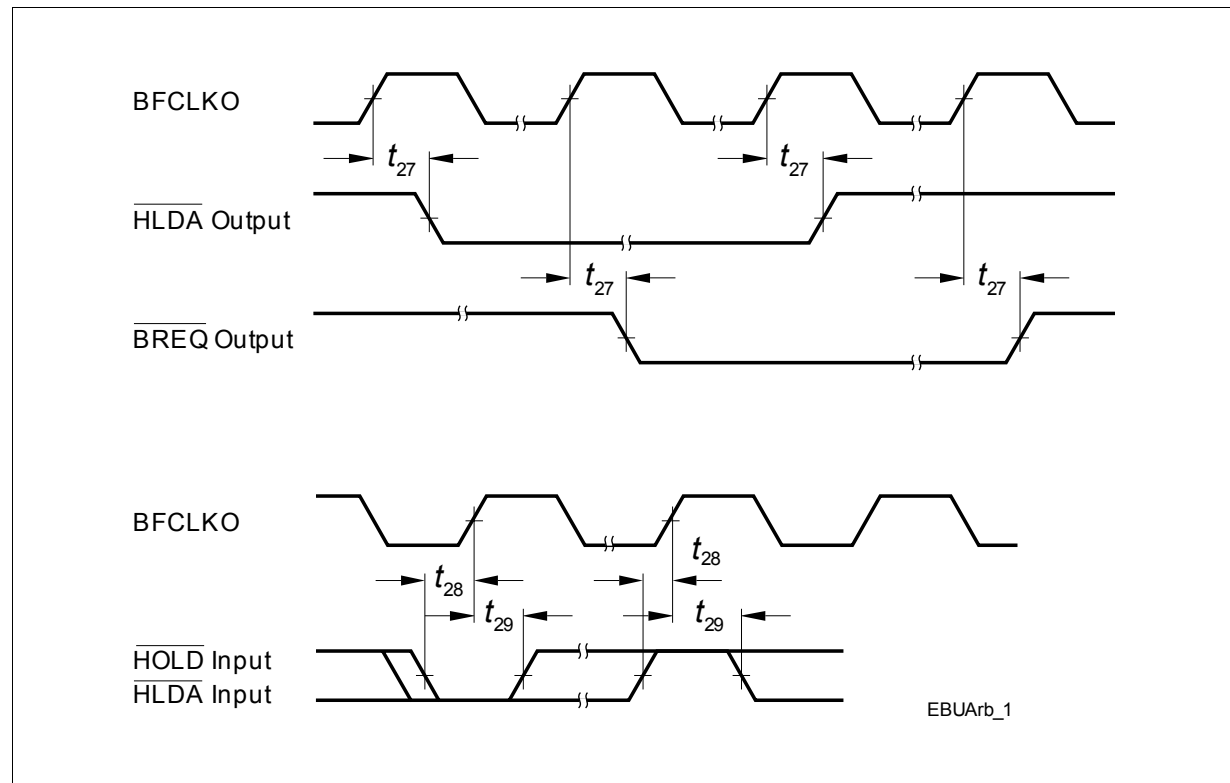 BFCLKO
t27 t27
HLDA Output
t27 t27
BREQ Output
BFCLKO
t28
t28
t29 t29
HOLD Input
HLDA Input
EBUArb_1